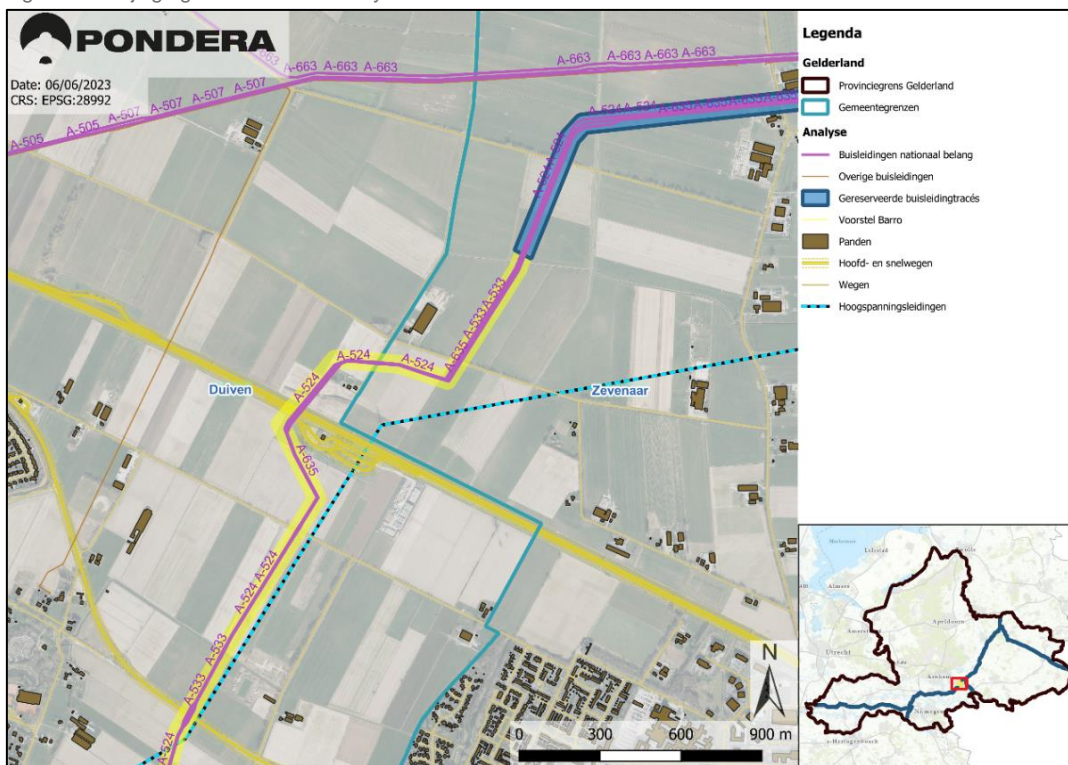 PONDERA
Date: 06/06/2023
CRS: EPSG:28992
A-663
A-663 A-663 A-663
A-663 A-663 A-663
A-505 A-505 A-507 A-507 A-507 A-507
A-524
A-524
A-533
A-533
A-635
A-524
A-524
A-524
A-635
A-524
A-524
A-533
A-533
A-524
Duiven
Zevenaar
N
0 300 600 900 m
Legenda
Gelderland
Provinciegrens Gelderland
Gemeentegrenzen
Analyse
Buisleidingen nationaal belang
Overige buisleidingen
Gereserveerde buisleidingtracés
Voorstel Barro
Panden
Hoofd- en snelwegen
Wegen
Hoogspanningsleidingen
Lelystad
Almere
Apeldoorn
Utrecht
Nijmegen